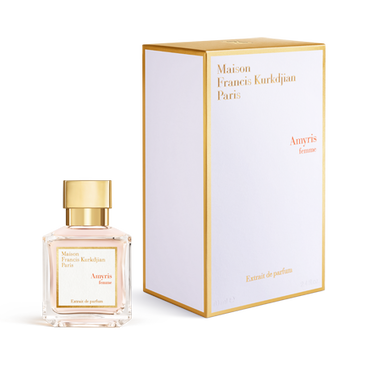 Maison
Francis Kurkdjian
Paris
Amyris
femme
Extrait de parfum
Maison
Francis Kurkdjian
Paris
Amyris
femme
Extrait de parfum